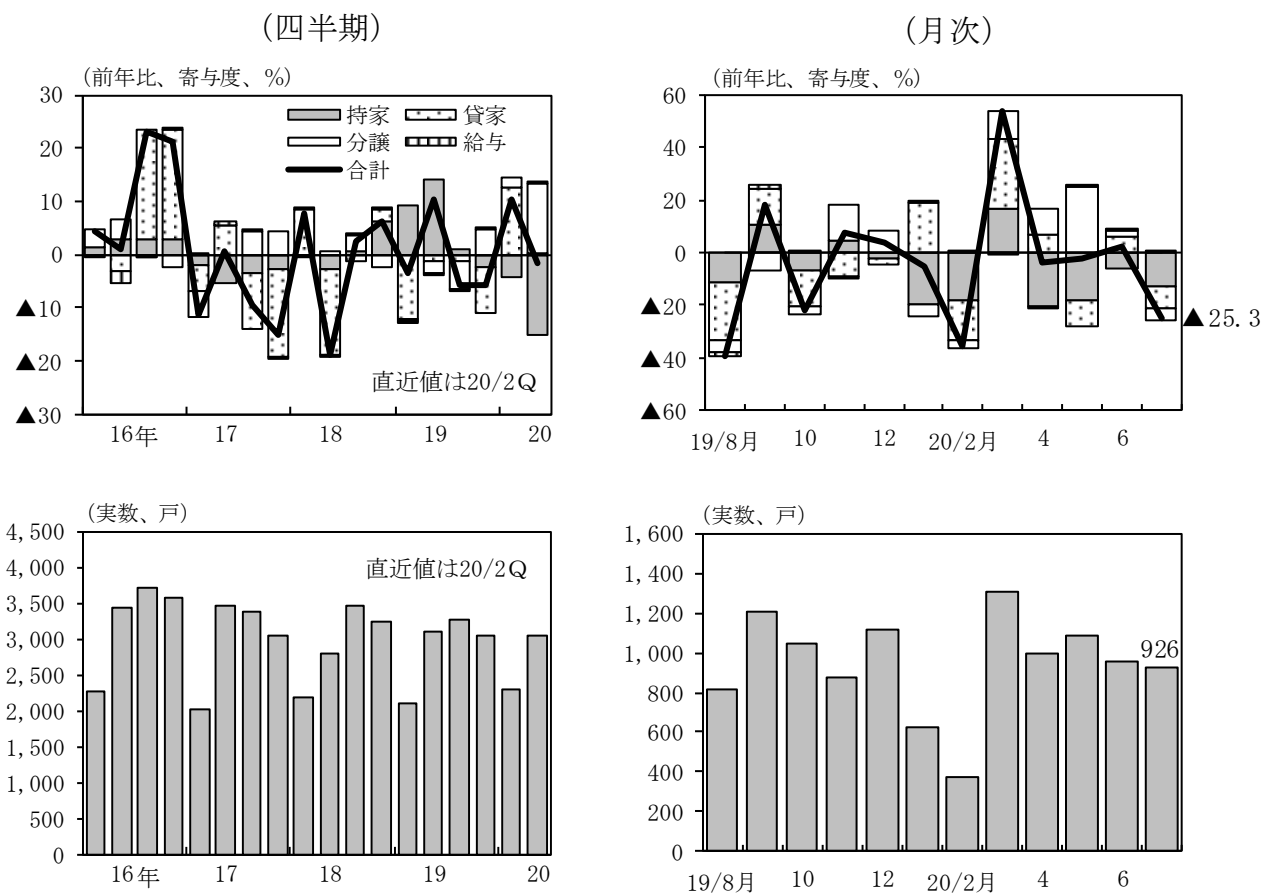 (四半期)
(前年比、寄与度、%)
30
20
10
0
▲10
▲20
▲30
持家
貸家
分譲
給与
合計
直近値は20/2Q
16年
17
18
19
20
(月次)
(前年比、寄与度、%)
60
40
20
0
▲20
▲40
▲60
▲25.3
19/8月
10
12
20/2月
4
6
(実数、戸)
4,500
4,000
3,500
3,000
2,500
2,000
1,500
1,000
500
0
直近値は20/2Q
16年
17
18
19
20
(実数、戸)
1,600
1,400
1,200
1,000
800
600
400
200
0
926
19/8月
10
12
20/2月
4
6